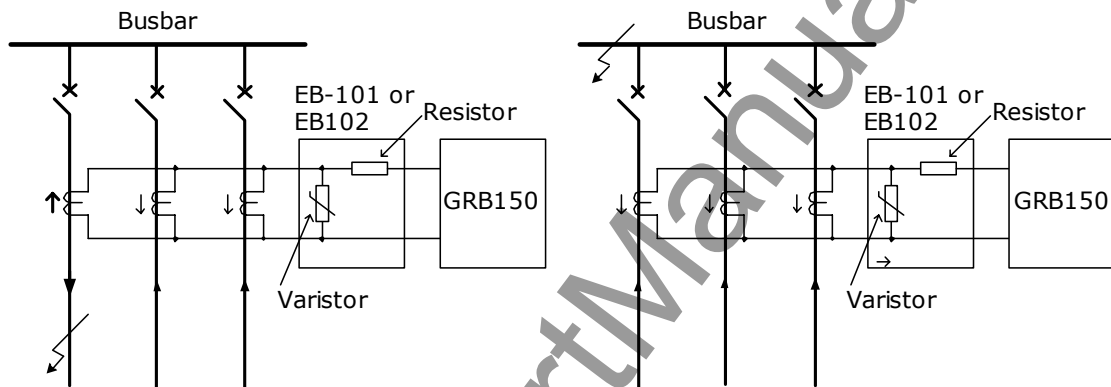 Busbar
EB-101 or
EB102
Resistor
GRB150
Varistor
Busbar
EB-101 or
EB102
Resistor
GRB150
Varistor